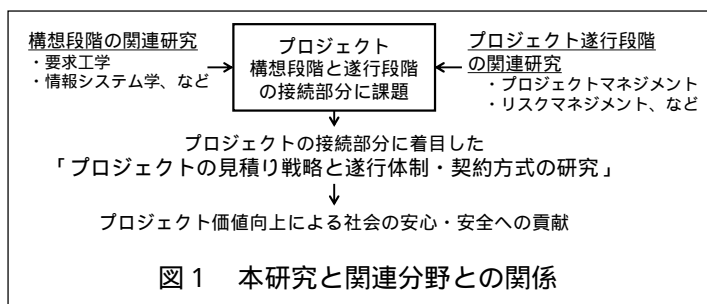 構想段階の関連研究
・要求工学
・情報システム学、など
プロジェクト
構想段階と遂行段階
の接続部分に課題
プロジェクト遂行段階
の関連研究
・プロジェクトマネジメント
・リスクマネジメント、など
プロジェクトの接続部分に着目した
「プロジェクトの見積り戦略と遂行体制・契約方式の研究」
プロジェクト価値向上による社会の安心・安全への貢献
図1 本研究と関連分野との関係